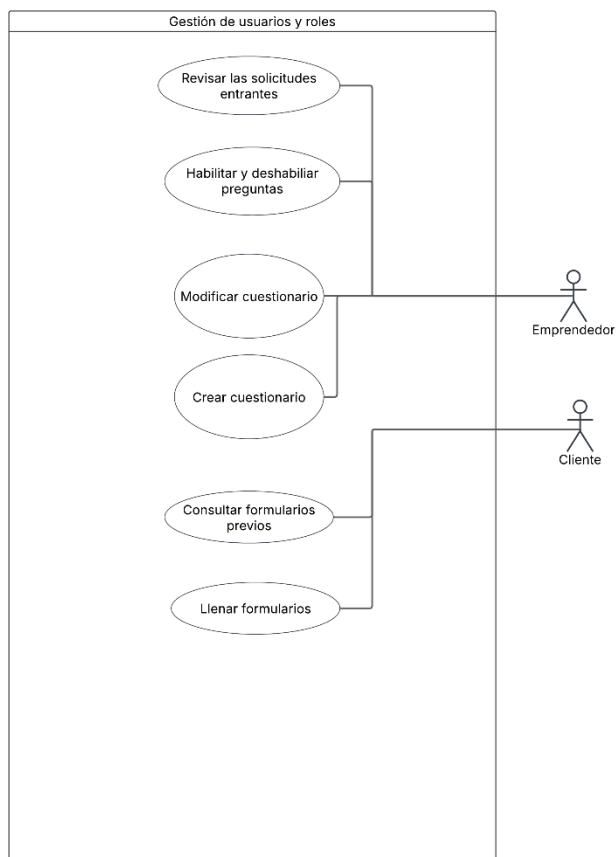 Gestión de usuarios y roles
Revisar las solicitudes
entrantes
Habilitar y deshabiliar
preguntas
Modificar cuestionario
Emprendedor
Crear cuestionario
Cliente
Consultar formularios
previos
Llenar formularios